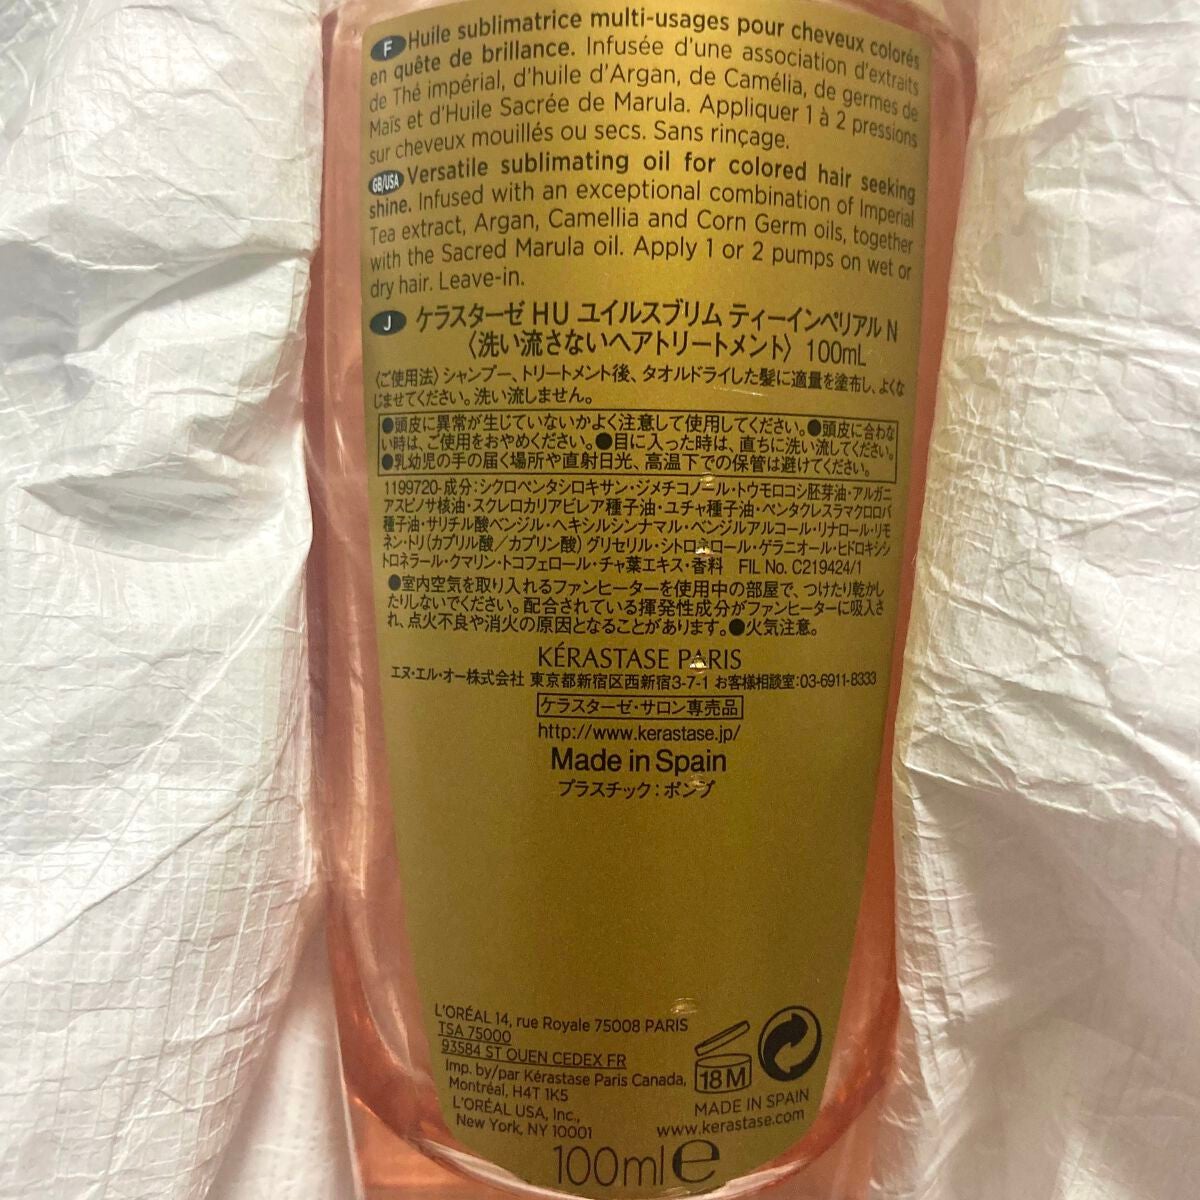 F Huile sublimatrice multi-usages pour cheveux colorés
en quête de brillance. Infusée d'une association d'extraits
de Thé impérial, d'huile d'Argan, de Camélia, de germes de
Maïs et d'Huile Sacrée de Marula. Appliquer 1 à 2 pressions
sur cheveux mouillés ou secs. Sans rinçage.
GB/USA Versatile sublimating oil for colored hair seeking
shine. Infused with an exceptional combination of Imperial
Tea extract, Argan, Camellia and Corn Germ oils, together
with the Sacred Marula oil. Apply 1 or 2 pumps on wet or
dry hair. Leave-in.
J ケラスターゼ HU ユイルスブリム ティーインペリアル N
〈洗い流さないヘアトリートメント〉 100mL
〈ご使用法〉シャンプー、トリートメント後、タオルドライした髪に適量を塗布し、よくな
じませてください。洗い流しません。
●頭皮に異常が生じていないかよく注意して使用してください。●頭皮に合わな
い時は、ご使用をおやめください。●目に入った時は、直ちに洗い流してください。
●乳幼児の手の届く場所や直射日光、高温下での保管は避けてください。
1199720-成分：シクロペンタシロキサン・ジメチコノール・トウモロコシ胚芽油・アルガニ
アスピノサ核油・スクレロカリアビレア種子油・ユチャ種子油・ペンタクレスラマクロロバ
種子油・サリチル酸ベンジル・ヘキシルシンナマル・ベンジルアルコール・リナロール・リモ
ネン・トリ(カプリル酸／カプリン酸)グリセリル・シトロネロール・ゲラニオール・ヒドロキシシ
トロネラール・クマリン・トコフェロール・チャ葉エキス・香料 FIL No. C219424/1
●室内空気を取り入れるファンヒーターを使用中の部屋で、つけたり乾かし
たりしないでください。配合されている揮発性成分がファンヒーターに吸入さ
れ、点火不良や消火の原因となることがあります。●火気注意。
KÉRASTASE PARIS
エヌ・エル・オー株式会社 東京都新宿区西新宿3-7-1 お客様相談室：03-6911-8333
ケラスターゼ・サロン専売品
http://www.kerastase.jp/
Made in Spain
プラスチック：ポンプ
L'ORÉAL 14, rue Royale 75008 PARIS
TSA 75000
93584 ST OUEN CEDEX FR
Imp. by/par Kérastase Paris Canada,
Montréal, H4T 1K5
L'ORÉAL USA, Inc.,
New York, NY 10001
18M
MADE IN SPAIN
www.kerastase.com
100ml e